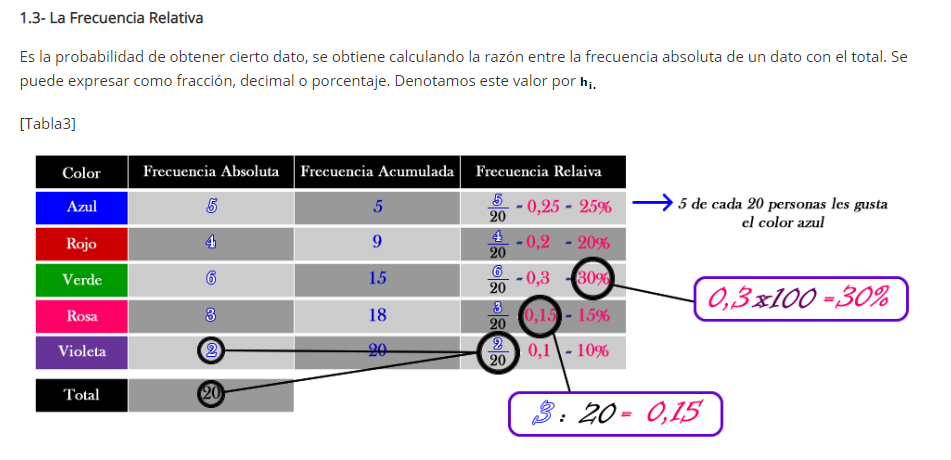 1.3- La Frecuencia Relativa
Es la probabilidad de obtener cierto dato, se obtiene calculando la razón entre la frecuencia absoluta de un dato con el total. Se
puede expresar como fracción, decimal o porcentaje. Denotamos este valor por hi.
[Tabla3]
Color Frecuencia Absoluta Frecuencia Acumulada Frecuencia Relaiva
Azul 5 5 5/20 - 0,25 - 25% 5 de cada 20 personas les gusta
el color azul
Rojo 4 9 4/20 - 0,2 - 20%
Verde 6 15 6/20 - 0,3 - 30%
0,3x100 = 30%
Rosa 3 18 3/20 0,15 - 15%
Violeta 2 20 2/20 0,1 - 10%
Total 20
3 : 20 = 0,15